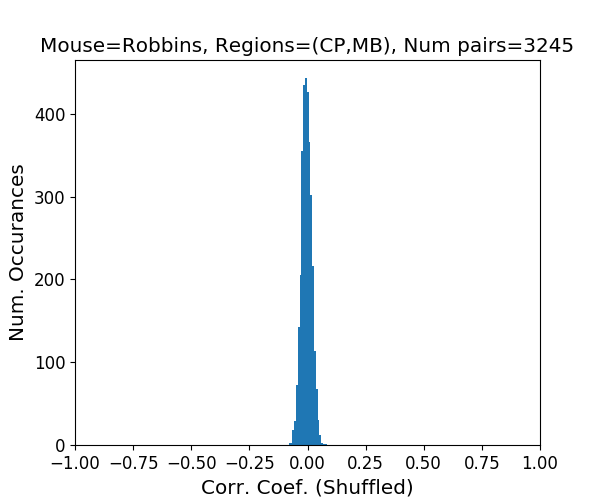 Mouse=Robbins, Regions=(CP,MB), Num pairs=3245
400
300
200
100
0
Num. Occurances
−1.00 −0.75 −0.50 −0.25 0.00 0.25 0.50 0.75 1.00
Corr. Coef. (Shuffled)